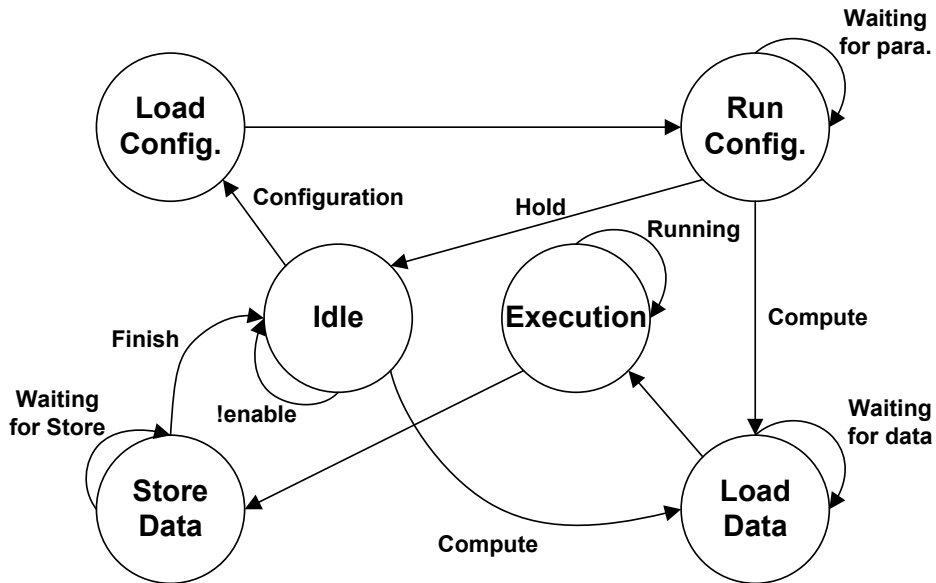 Waiting
for para.
Load
Config.
Run
Config.
Configuration
Hold
Running
Idle
Execution
Finish
Compute
Waiting
for Store
!enable
Waiting
for data
Store
Data
Load
Data
Compute